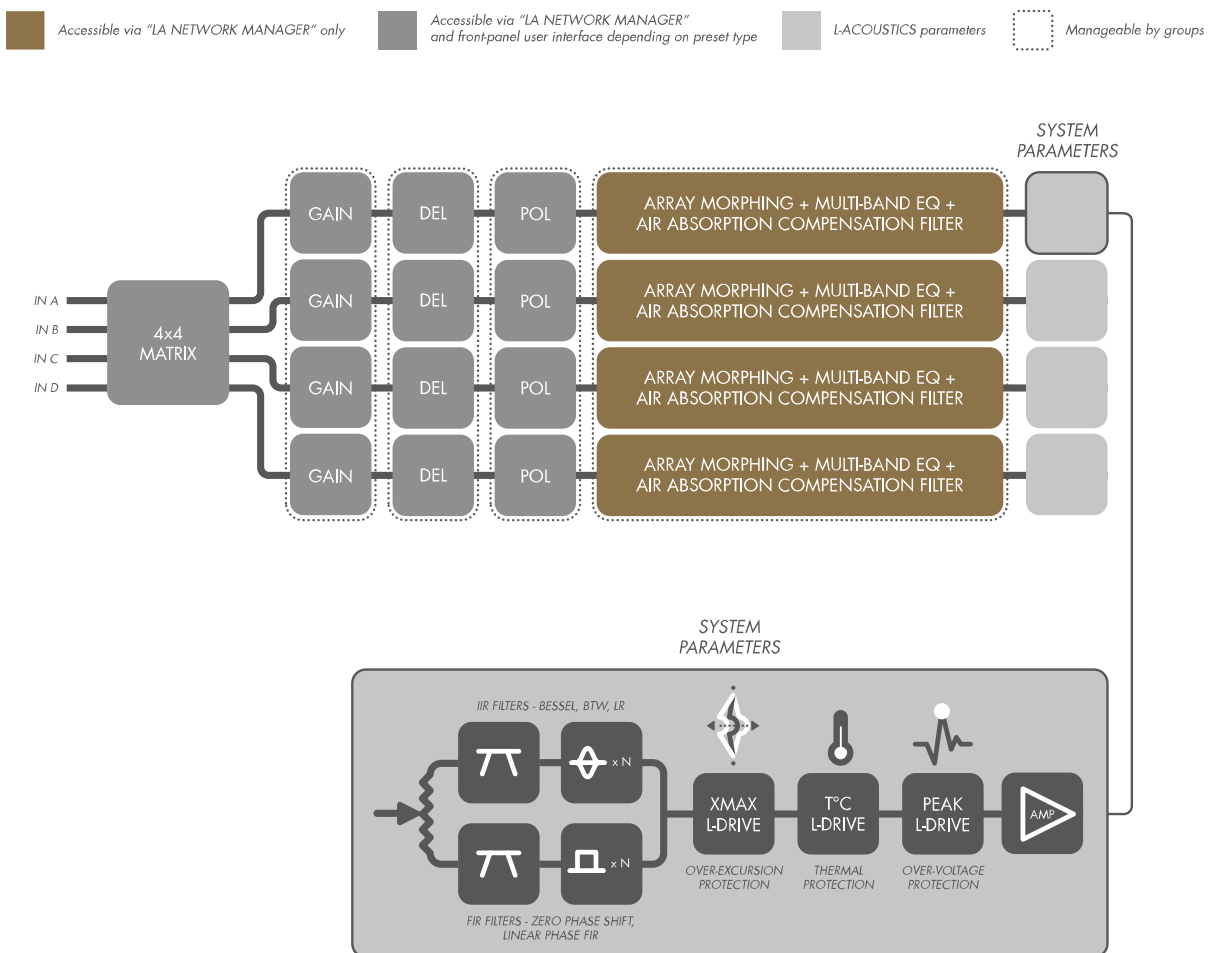 Accessible via “LA NETWORK MANAGER” only
Accessible via “LA NETWORK MANAGER”
and front-panel user interface depending on preset type
L-ACOUSTICS parameters
Manageable by groups
SYSTEM
PARAMETERS
IN A
IN B
IN C
IN D
4x4
MATRIX
GAIN
DEL
POL
ARRAY MORPHING + MULTI-BAND EQ +
AIR ABSORPTION COMPENSATION FILTER
GAIN
DEL
POL
ARRAY MORPHING + MULTI-BAND EQ +
AIR ABSORPTION COMPENSATION FILTER
GAIN
DEL
POL
ARRAY MORPHING + MULTI-BAND EQ +
AIR ABSORPTION COMPENSATION FILTER
GAIN
DEL
POL
ARRAY MORPHING + MULTI-BAND EQ +
AIR ABSORPTION COMPENSATION FILTER
SYSTEM
PARAMETERS
IIR FILTERS - BESSEL, BTW, LR
x N
x N
FIR FILTERS - ZERO PHASE SHIFT,
LINEAR PHASE FIR
XMAX
L-DRIVE
OVER-EXCURSION
PROTECTION
T°C
L-DRIVE
THERMAL
PROTECTION
PEAK
L-DRIVE
OVER-VOLTAGE
PROTECTION
AMP